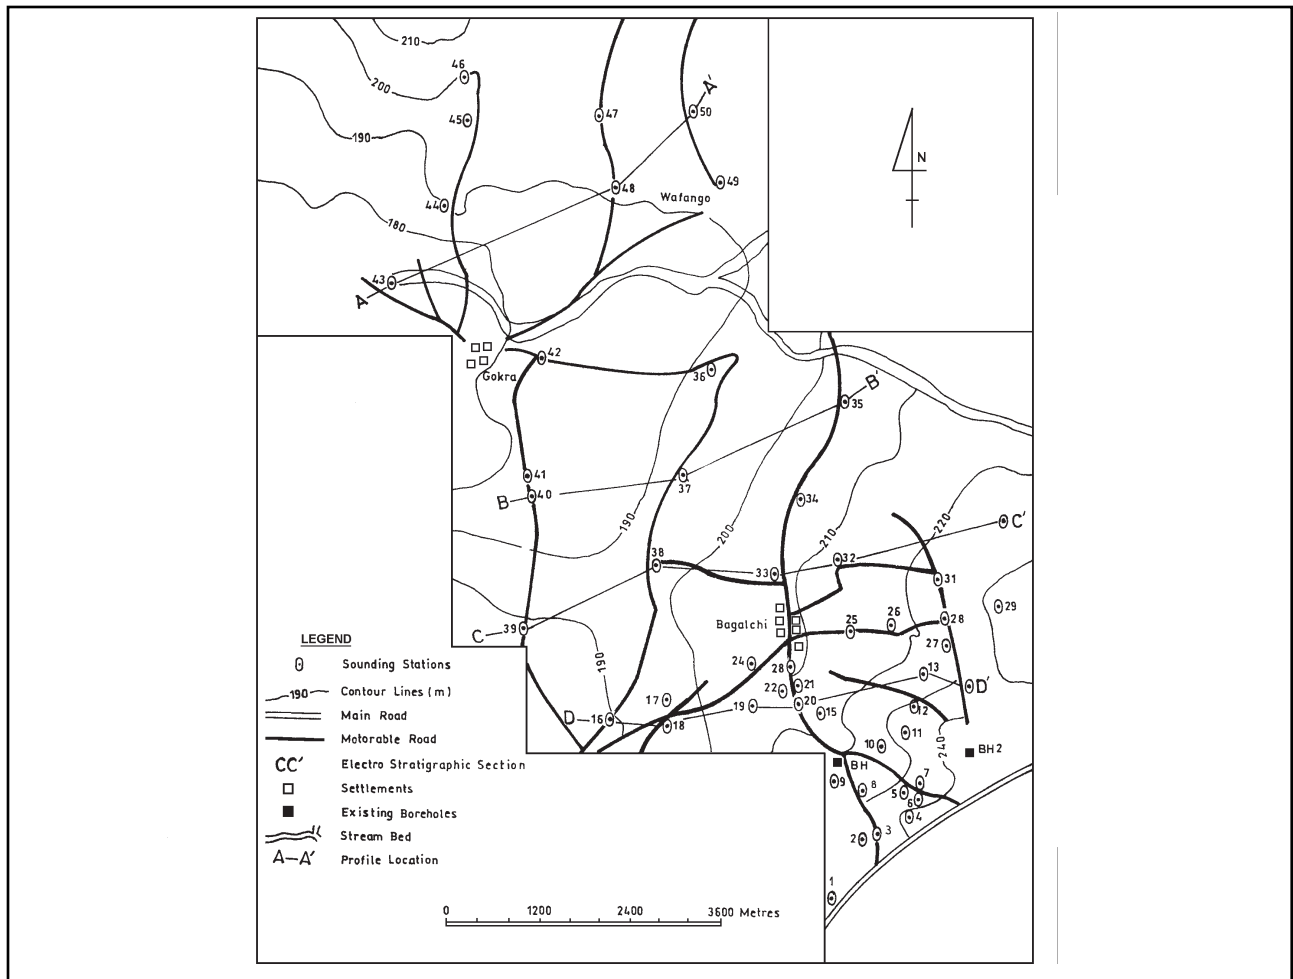 210
46
200
A'
47
50
45
190
N
49
48
Wafango
44
180
43
A
42
Gokra
36
B'
35
41
B
40
37
34
190
200
210
220
C'
38
33
32
31
29
C
39
Bagalchi
25
26
28
27
LEGEND
190
24
28
13
Sounding Stations
22
21
D'
190
Contour Lines (m)
17
20
12
D
16
19
15
Main Road
18
11
Motorable Road
10
240
BH2
CC'
Electro Stratigraphic Section
BH
7
Settlements
9
8
5
6
Existing Boreholes
4
Stream Bed
2
3
A—A'
Profile Location
1
0
1200
2400
3600 Metres